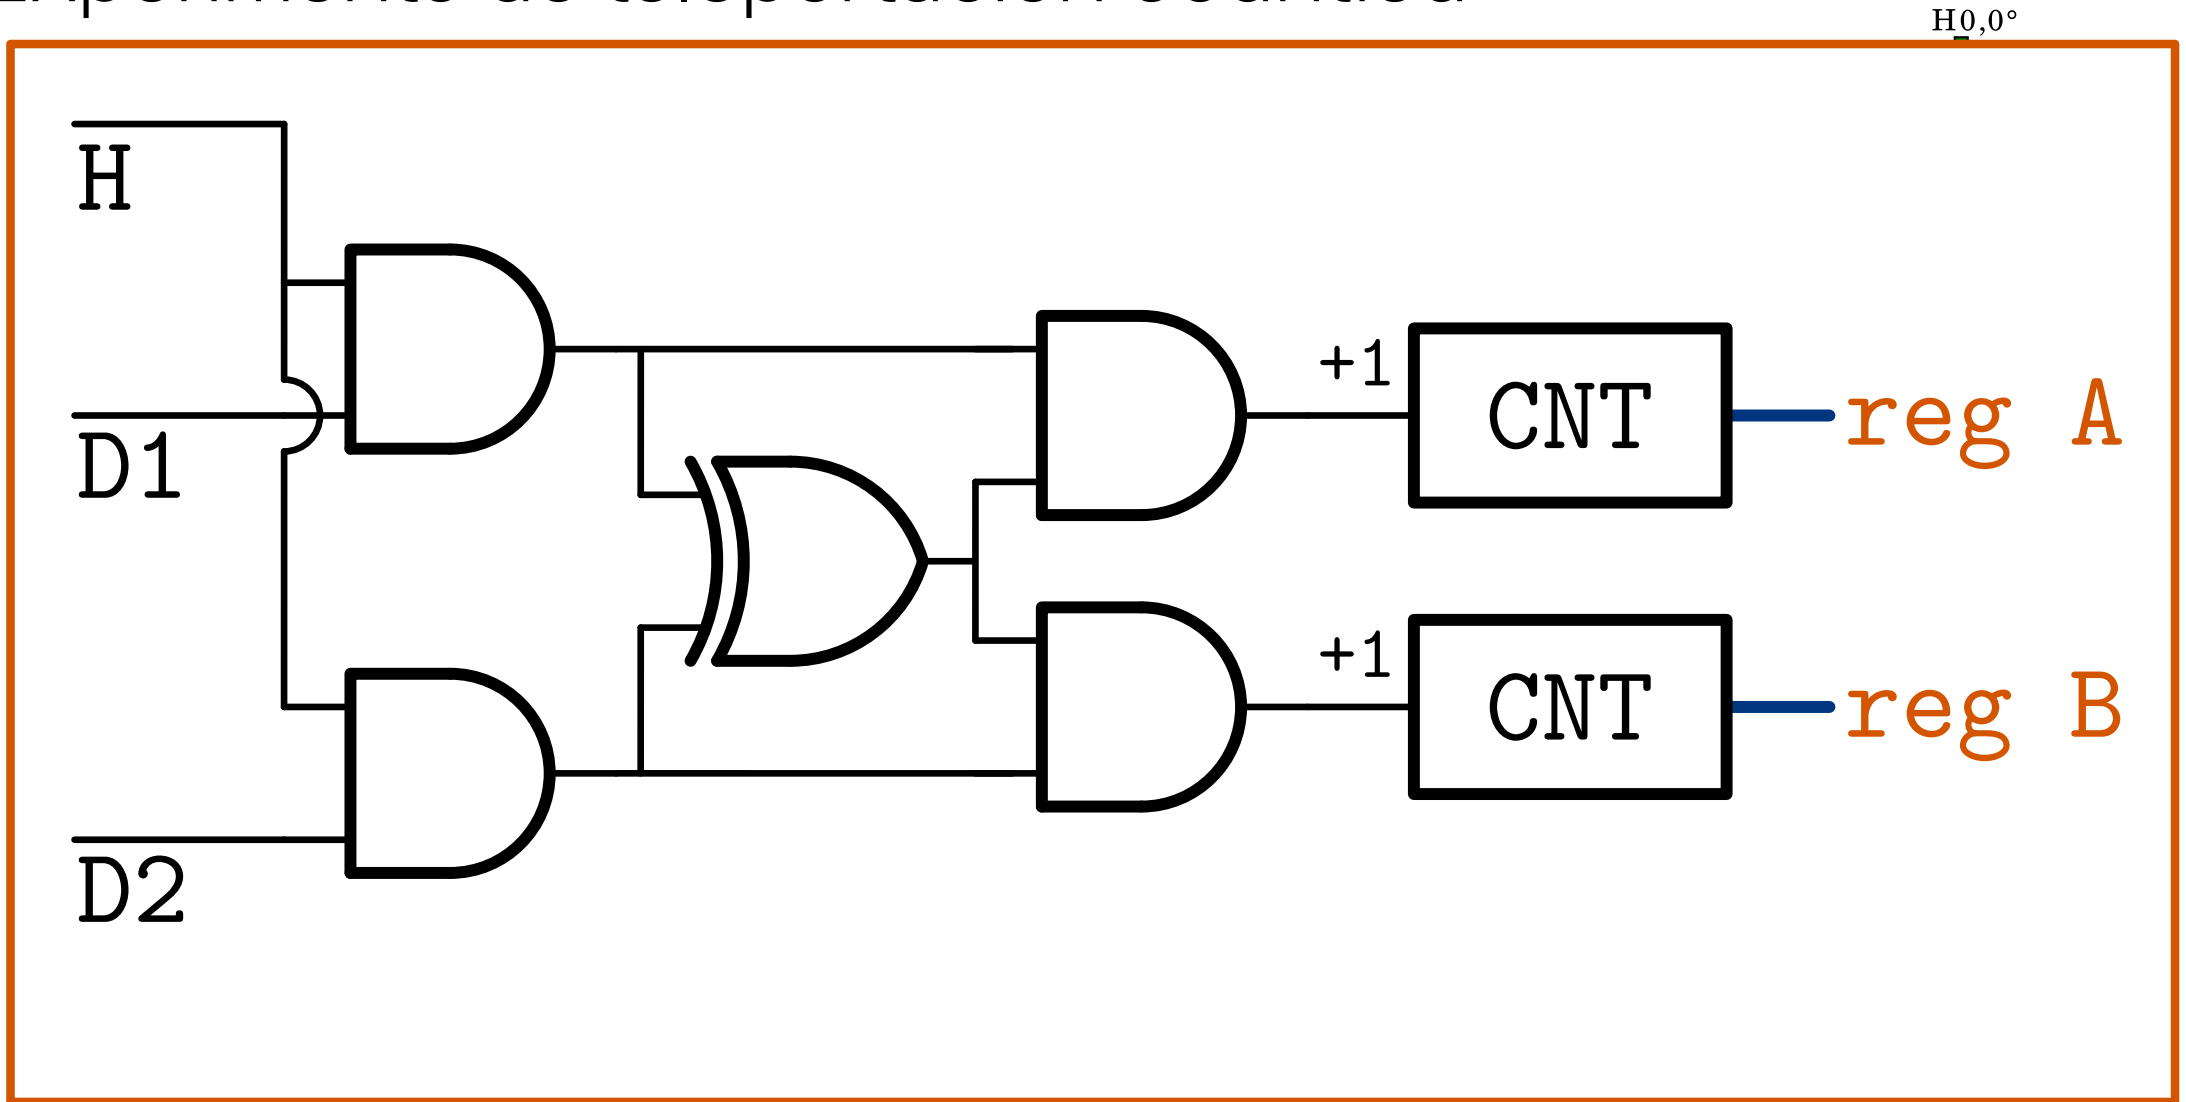 H0,0°
H
D1
+1
CNT
reg A
+1
CNT
reg B
D2